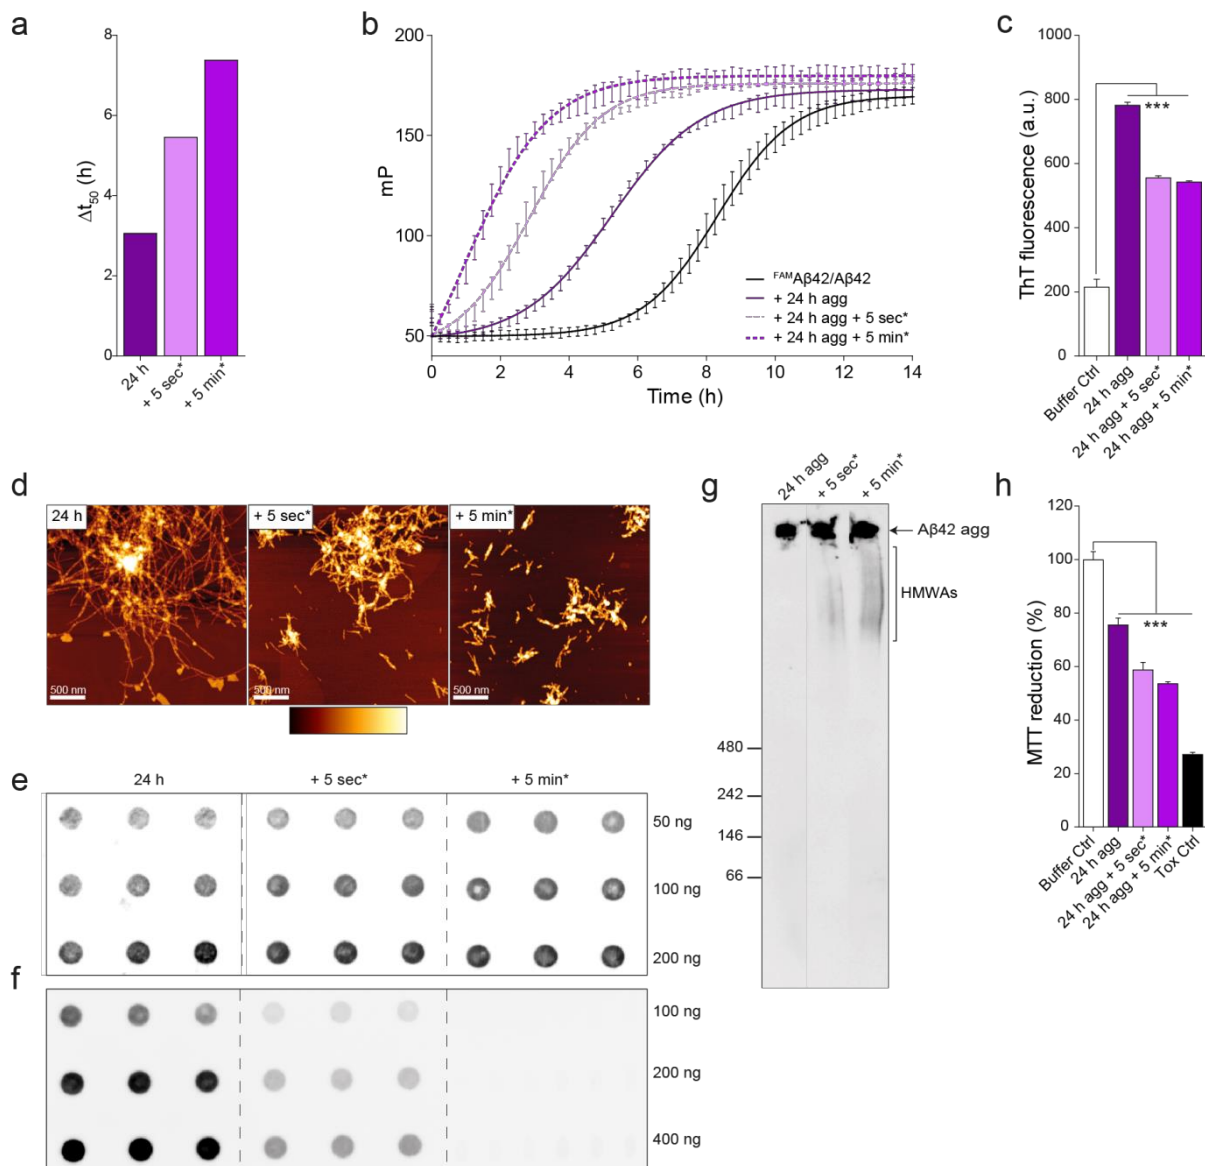 a
Δt50 (h)
8
6
4
2
0
24 h
+ 5 sec*
+ 5 min*
b
mP
200
150
100
50
0
2
4
6
8
10
12
14
Time (h)
FAMAβ42/Aβ42
+ 24 h agg
+ 24 h agg + 5 sec*
+ 24 h agg + 5 min*
c
ThT fluorescence (a.u.)
1000
800
600
400
200
0
***
Buffer Ctrl
24 h agg
24 h agg + 5 sec*
24 h agg + 5 min*
d
24 h
+ 5 sec*
+ 5 min*
500 nm
500 nm
500 nm
e
24 h
+ 5 sec*
+ 5 min*
50 ng
100 ng
200 ng
f
100 ng
200 ng
400 ng
g
24 h agg
+ 5 sec*
+ 5 min*
Aβ42 agg
HMWAs
480
242
146
66
h
MTT reduction (%)
120
100
80
60
40
20
0
***
Buffer Ctrl
24 h agg
24 h agg + 5 sec*
24 h agg + 5 min*
Tox Ctrl